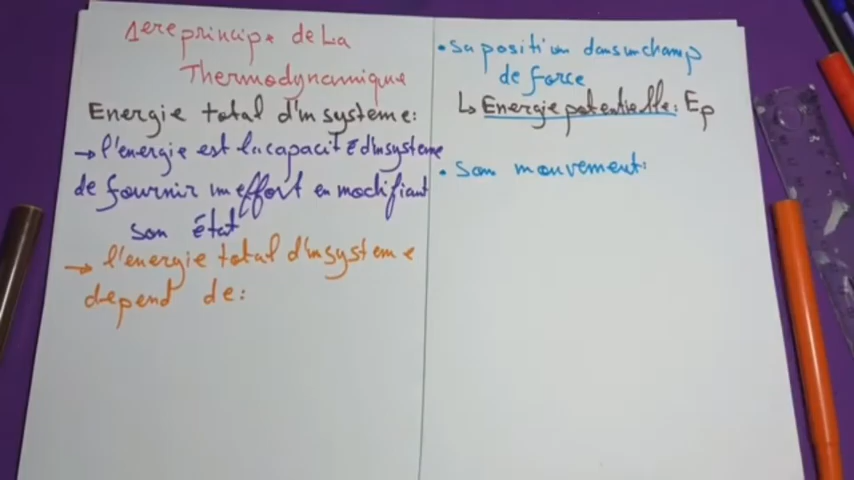 1ere principe de La
Thermodynamique
Energie total d'un systeme:
→ l'energie est la capacité d'un systeme
de fournir un effort en modifiant
son état
→ l'energie total d'un systeme
depend de:
• sa position dans un champ
de force
↳ Energie potentielle: Ep
• Son mouvement: